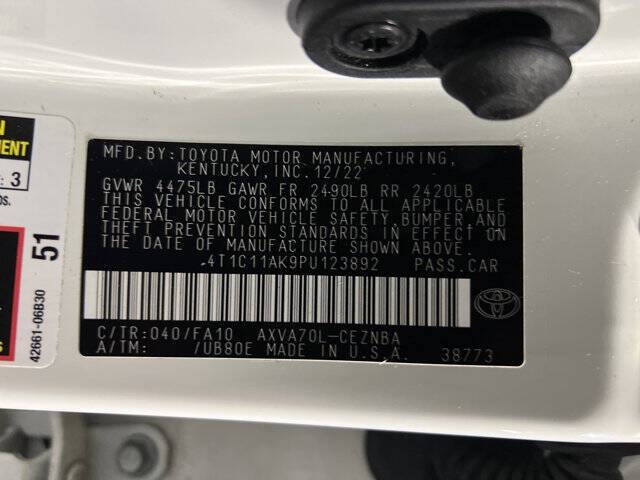 MFD.BY: TOYOTA MOTOR MANUFACTURING,
KENTUCKY, INC. 12/22
GVWR 4475LB GAWR FR 2490LB RR 2420LB
THIS VEHICLE CONFORMS TO ALL APPLICABLE
FEDERAL MOTOR VEHICLE SAFETY, BUMPER AND
THEFT PREVENTION STANDARDS IN EFFECT ON
THE DATE OF MANUFACTURE SHOWN ABOVE.
4T1C11AK9PU123892 PASS.CAR
C/TR:040/FA10 AXVA70L-CEZNBA
A/TM: /UB80E MADE IN U.S.A. 38773
51
42661-06B30
3